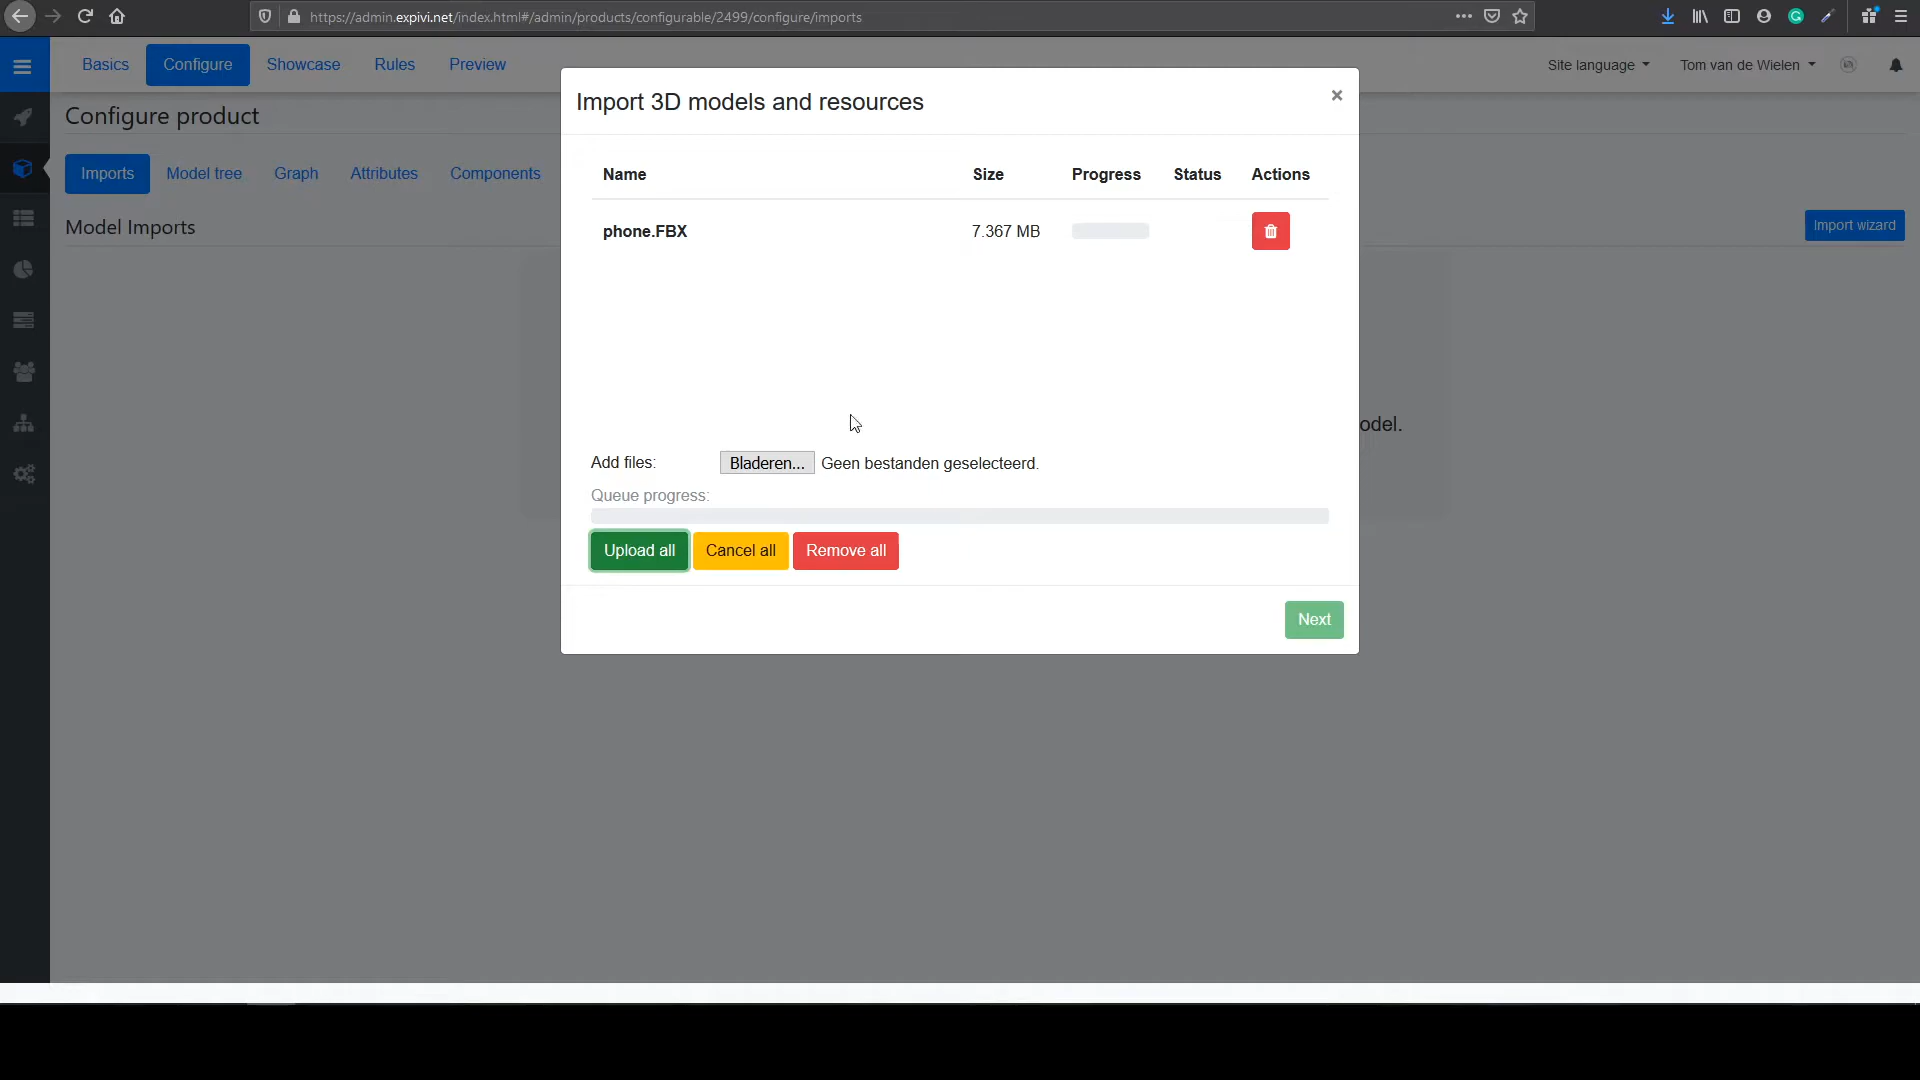 https://admin.expivi.net/index.html#/admin/products/configurable/2499/configure/imports
Basics Configure Showcase Rules Preview
Site language Tom van de Wielen
Configure product
Imports Model tree Graph Attributes Components
Model Imports
Import wizard
odel.
Import 3D models and resources
×
Name Size Progress Status Actions
phone.FBX 7.367 MB
Add files: Bladeren... Geen bestanden geselecteerd.
Queue progress:
Upload all Cancel all Remove all
Next